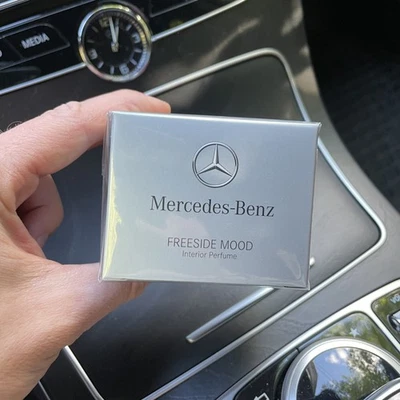 MEDIA
Mercedes-Benz
FREESIDE MOOD
Interior Perfume